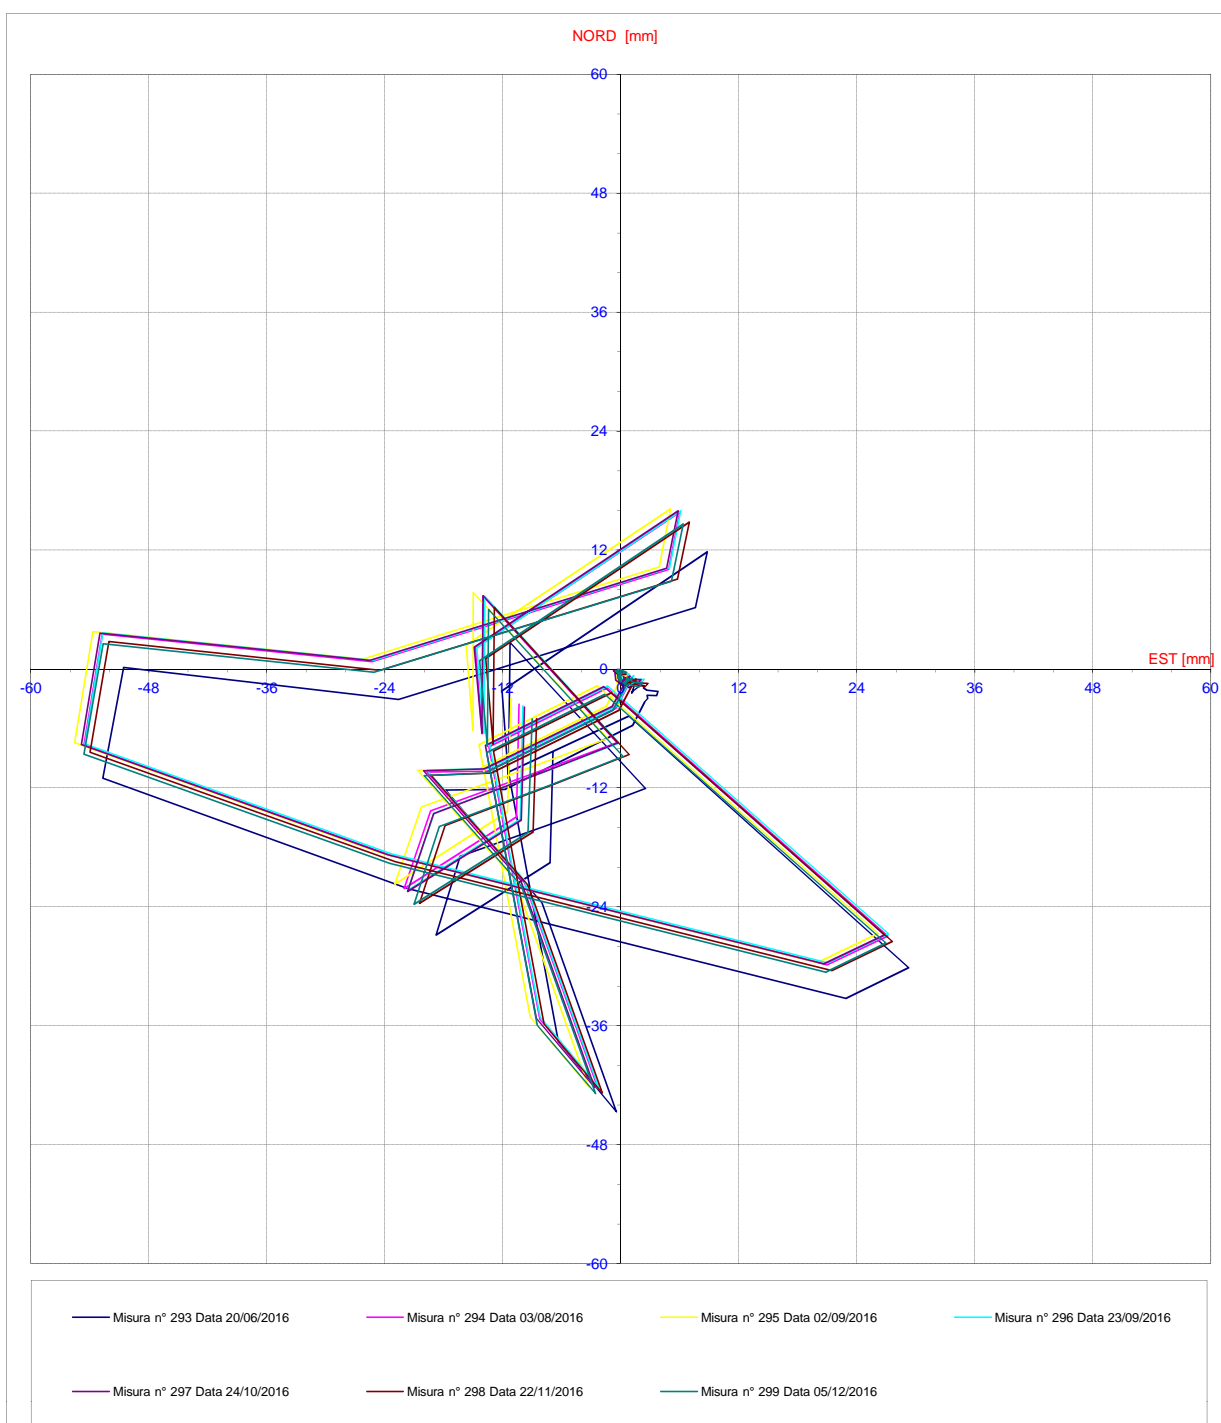 NORD [mm]
60
48
36
24
12
0
EST [mm]
-60 -48 -36 -24 -12 0 12 24 36 48 60
-12
-24
-36
-48
-60
Misura n° 293 Data 20/06/2016 Misura n° 294 Data 03/08/2016 Misura n° 295 Data 02/09/2016 Misura n° 296 Data 23/09/2016
Misura n° 297 Data 24/10/2016 Misura n° 298 Data 22/11/2016 Misura n° 299 Data 05/12/2016